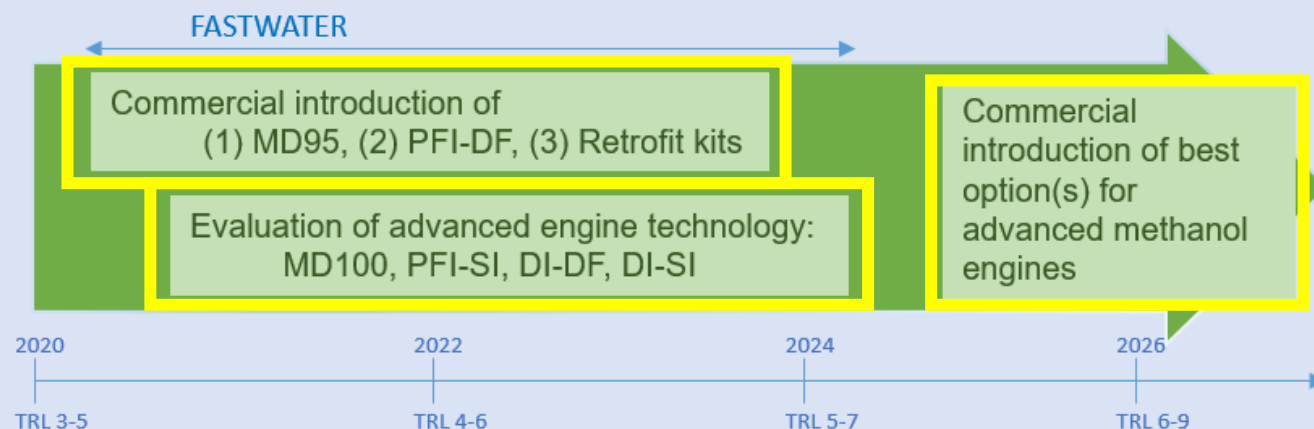 FASTWATER
Commercial introduction of
(1) MD95, (2) PFI-DF, (3) Retrofit kits
Evaluation of advanced engine technology:
MD100, PFI-SI, DI-DF, DI-SI
Commercial
introduction of best
option(s) for
advanced methanol
engines
2020
2022
2024
2026
TRL 3-5
TRL 4-6
TRL 5-7
TRL 6-9